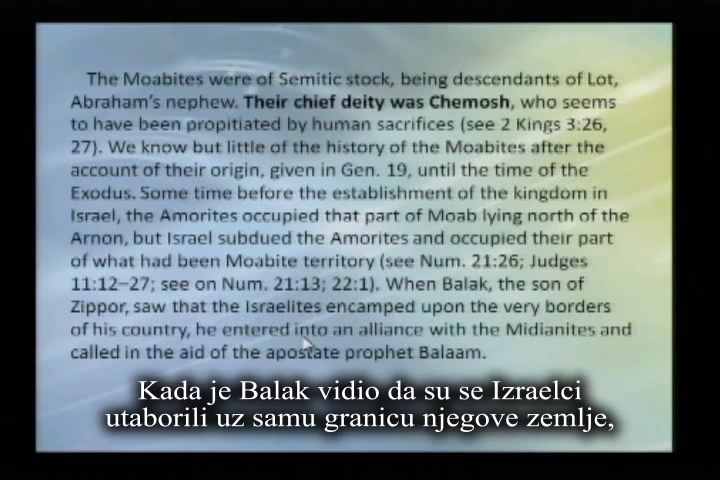 The Moabites were of Semitic stock, being descendants of Lot,
Abraham's nephew. Their chief deity was Chemosh, who seems
to have been propitiated by human sacrifices (see 2 Kings 3:26,
27). We know but little of the history of the Moabites after the
account of their origin, given in Gen. 19, until the time of the
Exodus. Some time before the establishment of the kingdom in
Israel, the Amorites occupied that part of Moab lying north of the
Arnon, but Israel subdued the Amorites and occupied their part
of what had been Moabite territory (see Num. 21:26; Judges
11:12–27; see on Num. 21:13; 22:1). When Balak, the son of
Zippor, saw that the Israelites encamped upon the very borders
of his country, he entered into an alliance with the Midianites and
called in the aid of the apostate prophet Balaam.
Kada je Balak vidio da su se Izraelci
utaborili uz samu granicu njegove zemlje,